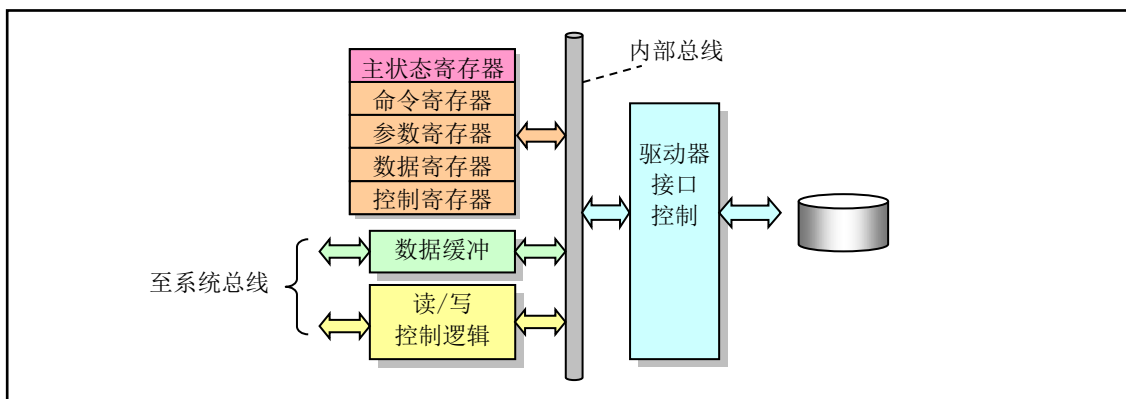 内部总线
主状态寄存器
命令寄存器
参数寄存器
数据寄存器
控制寄存器
驱动器
接口
控制
数据缓冲
至系统总线
读/写
控制逻辑